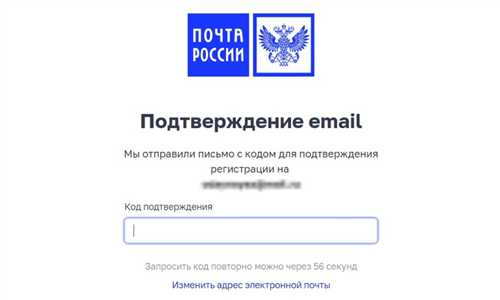 ПОЧТА
РОССИИ
Подтверждение email
Мы отправили письмо с кодом для подтверждения
регистрации на
Код подтверждения
Запросить код повторно можно через 56 секунд
Изменить адрес электронной почты